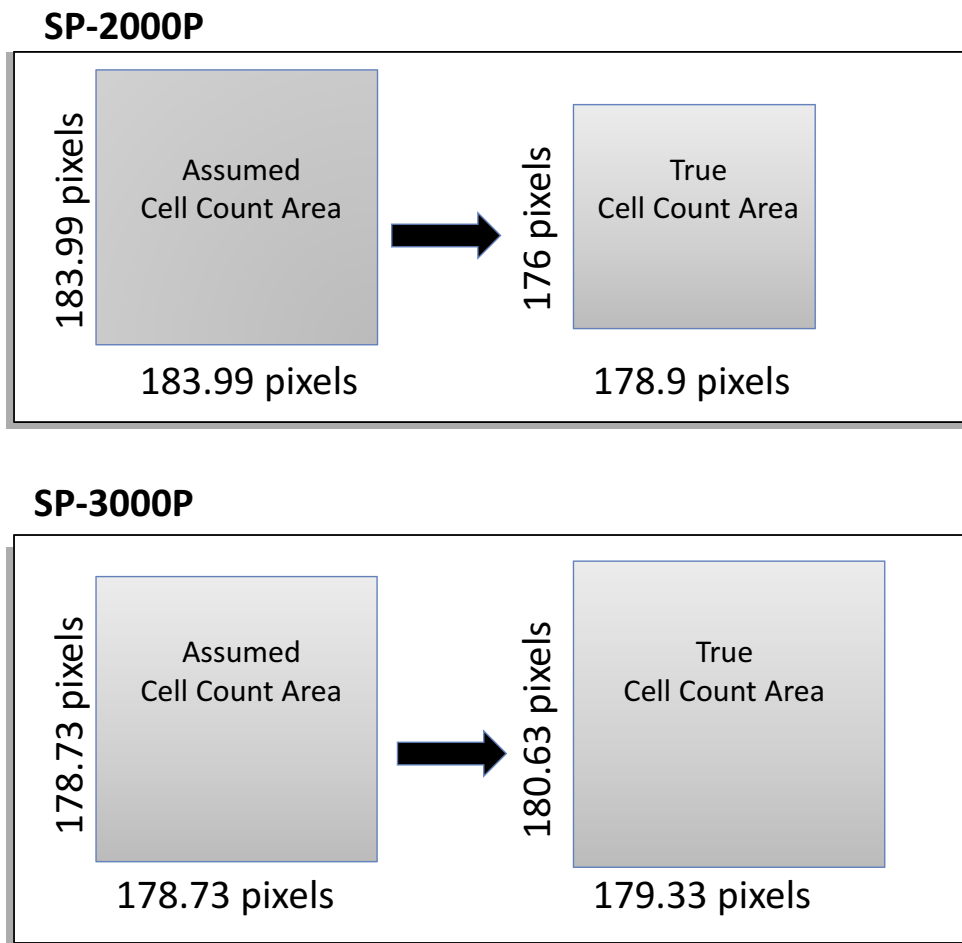 SP-2000P
183.99 pixels
Assumed
Cell Count Area
183.99 pixels
176 pixels
True
Cell Count Area
178.9 pixels
SP-3000P
178.73 pixels
Assumed
Cell Count Area
178.73 pixels
180.63 pixels
True
Cell Count Area
179.33 pixels